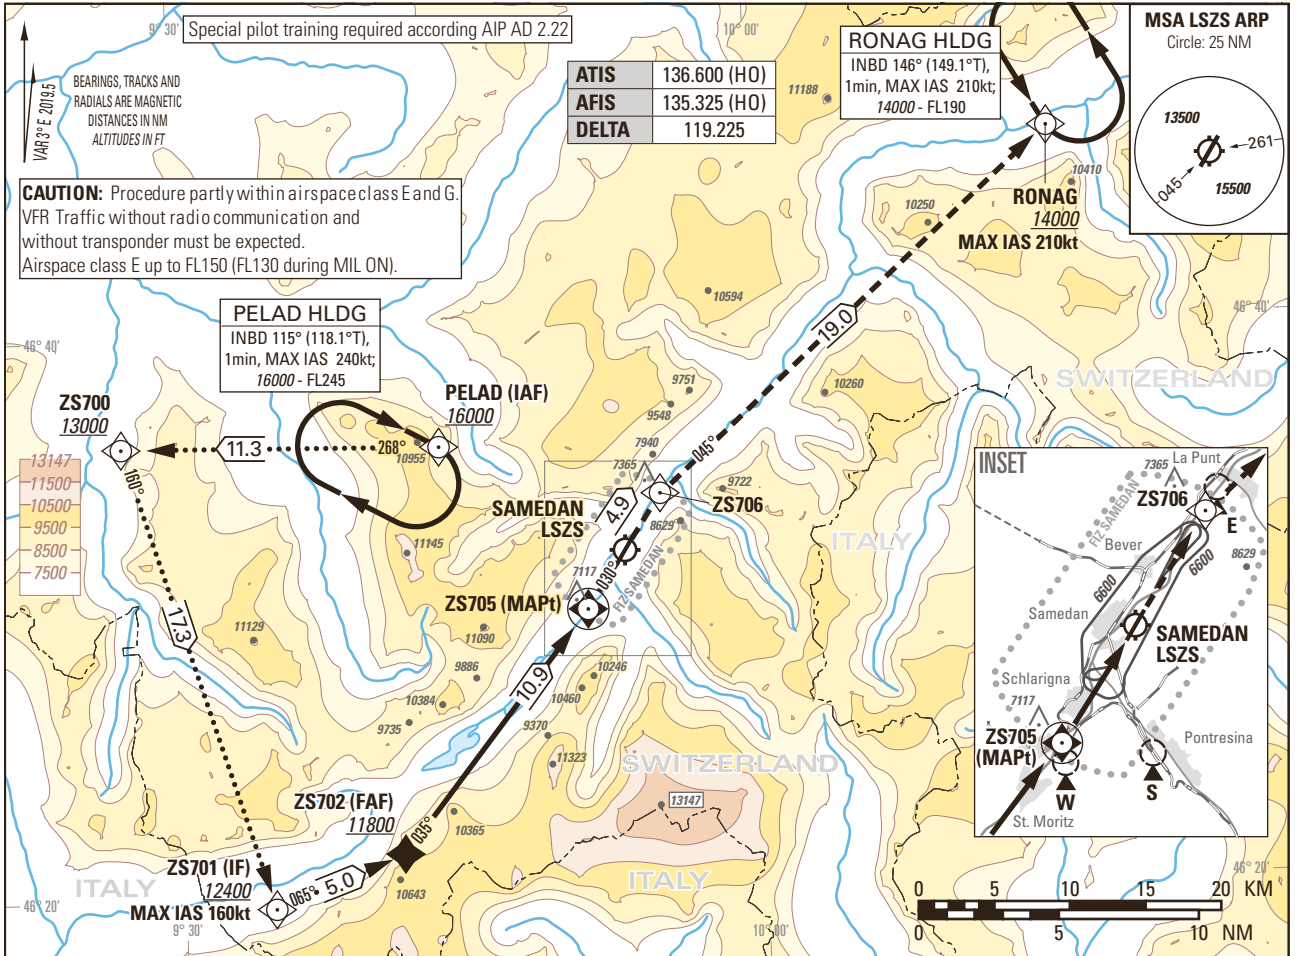 9° 30'
Special pilot training required according AIP AD 2.22
10° 00'
VAR 3° E 2019.5
BEARINGS, TRACKS AND
RADIALS ARE MAGNETIC
DISTANCES IN NM
ALTITUDES IN FT
ATIS 136.600 (HO)
AFIS 135.325 (HO)
DELTA 119.225
11188
RONAG HLDG
INBD 146° (149.1°T),
1min, MAX IAS 210kt;
14000 - FL190
MSA LSZS ARP
Circle: 25 NM
13500
261
045
15500
CAUTION: Procedure partly within airspace class E and G.
VFR Traffic without radio communication and
without transponder must be expected.
Airspace class E up to FL150 (FL130 during MIL ON).
10410
RONAG
14000
MAX IAS 210kt
10250
10594
19.0
46° 40'
46° 40'
PELAD HLDG
INBD 115° (118.1°T),
1min, MAX IAS 240kt;
16000 - FL245
PELAD (IAF)
16000
ZS700
13000
11.3
268°
10955
9751
9548
10260
SWITZERLAND
7940
7365
045°
13147
11500
10500
9500
8500
7500
160°
SAMEDAN
LSZS
4.9
9722
ZS706
8629
ITALY
11145
7117
030°
FIZ SAMEDAN
ZS705 (MAPt)
17.3
11129
11090
9886
10246
10384
10460
10.9
9735
9370
11323
SWITZERLAND
13147
ZS702 (FAF)
11800
035°
10365
ZS701 (IF)
12400
MAX IAS 160kt
065°
5.0
10643
ITALY
ITALY
46° 20'
9° 30'
10° 00'
46° 20'
INSET
La Punt
7365
ZS706
FIZ SAMEDAN
E
Bever
8629
6600
6600
Samedan
SAMEDAN
LSZS
Schlarigna
7117
ZS705
(MAPt)
Pontresina
W
S
St. Moritz
0 5 10 15 20 KM
0 5 10 NM